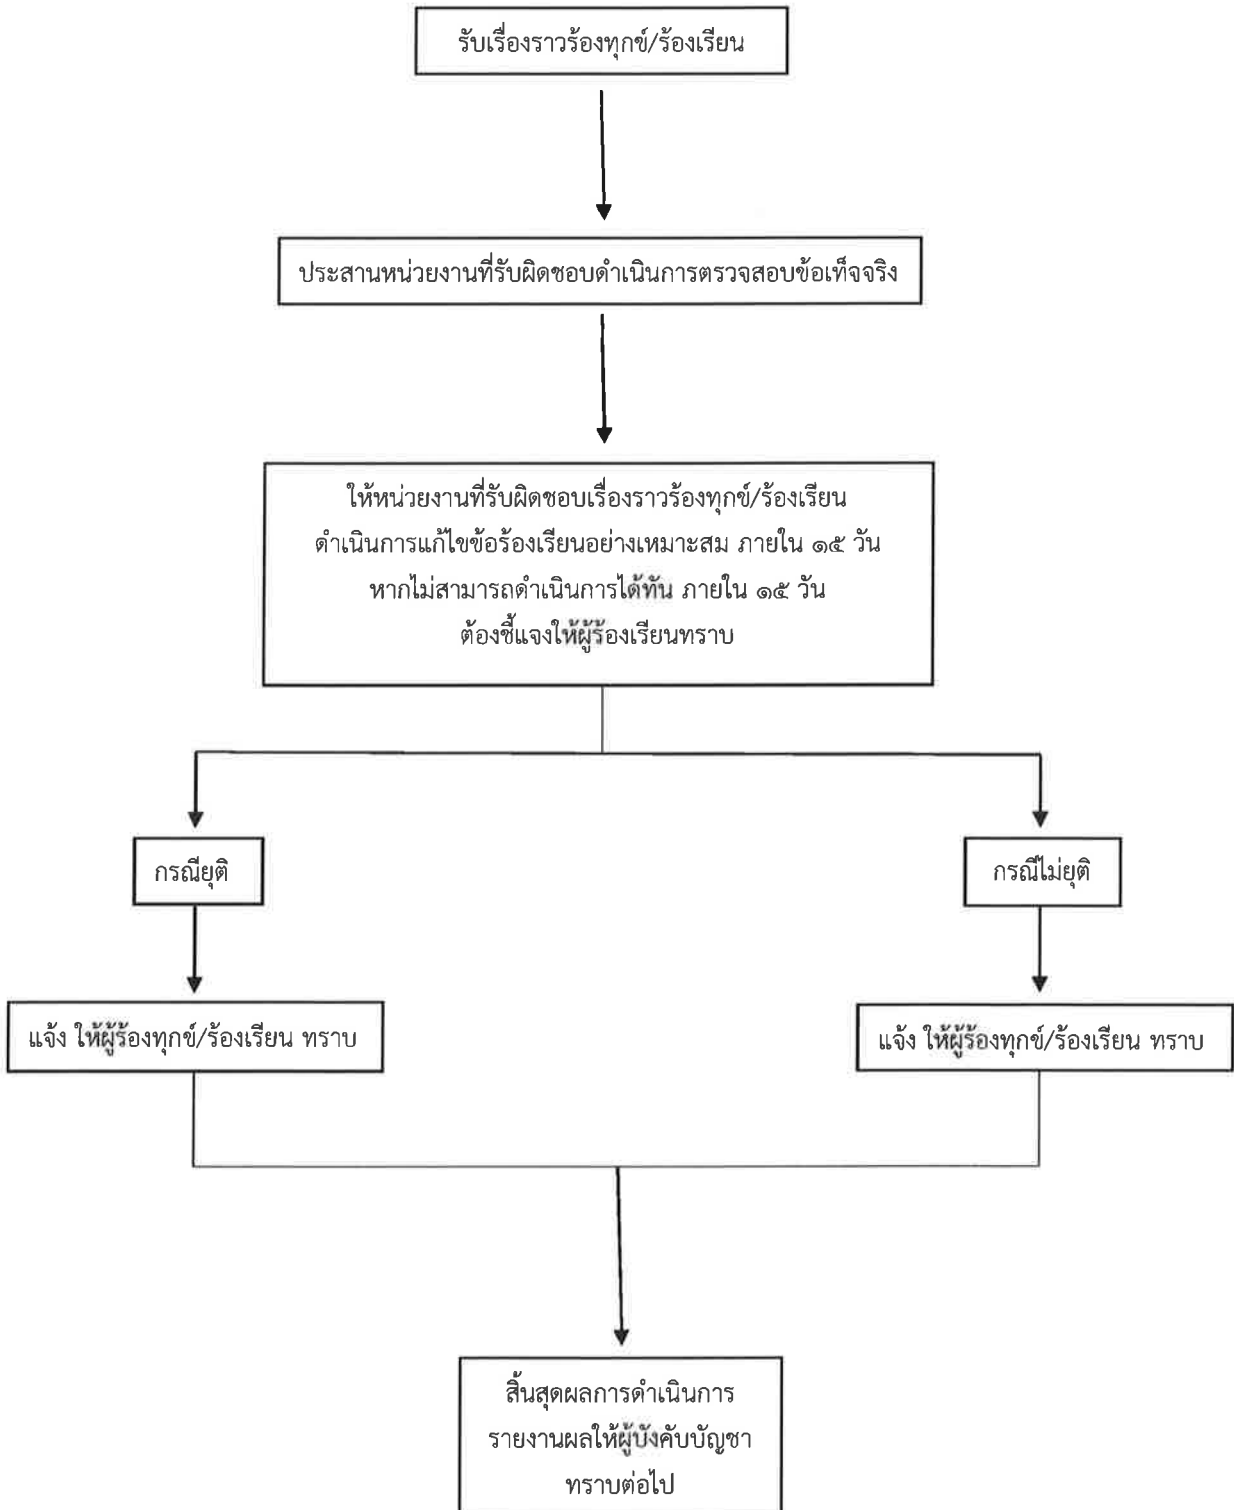 รับเรื่องราวร้องทุกข์/ร้องเรียน
ประสานหน่วยงานที่รับผิดชอบดำเนินการตรวจสอบข้อเท็จจริง
ให้หน่วยงานที่รับผิดชอบเรื่องราวร้องทุกข์/ร้องเรียน
ดำเนินการแก้ไขข้อร้องเรียนอย่างเหมาะสม ภายใน ๑๕ วัน
หากไม่สามารถดำเนินการได้ทัน ภายใน ๑๕ วัน
ต้องชี้แจงให้ผู้ร้องเรียนทราบ
กรณียุติ
กรณีไม่ยุติ
แจ้ง ให้ผู้ร้องทุกข์/ร้องเรียน ทราบ
แจ้ง ให้ผู้ร้องทุกข์/ร้องเรียน ทราบ
สิ้นสุดผลการดำเนินการ
รายงานผลให้ผู้บังคับบัญชา
ทราบต่อไป